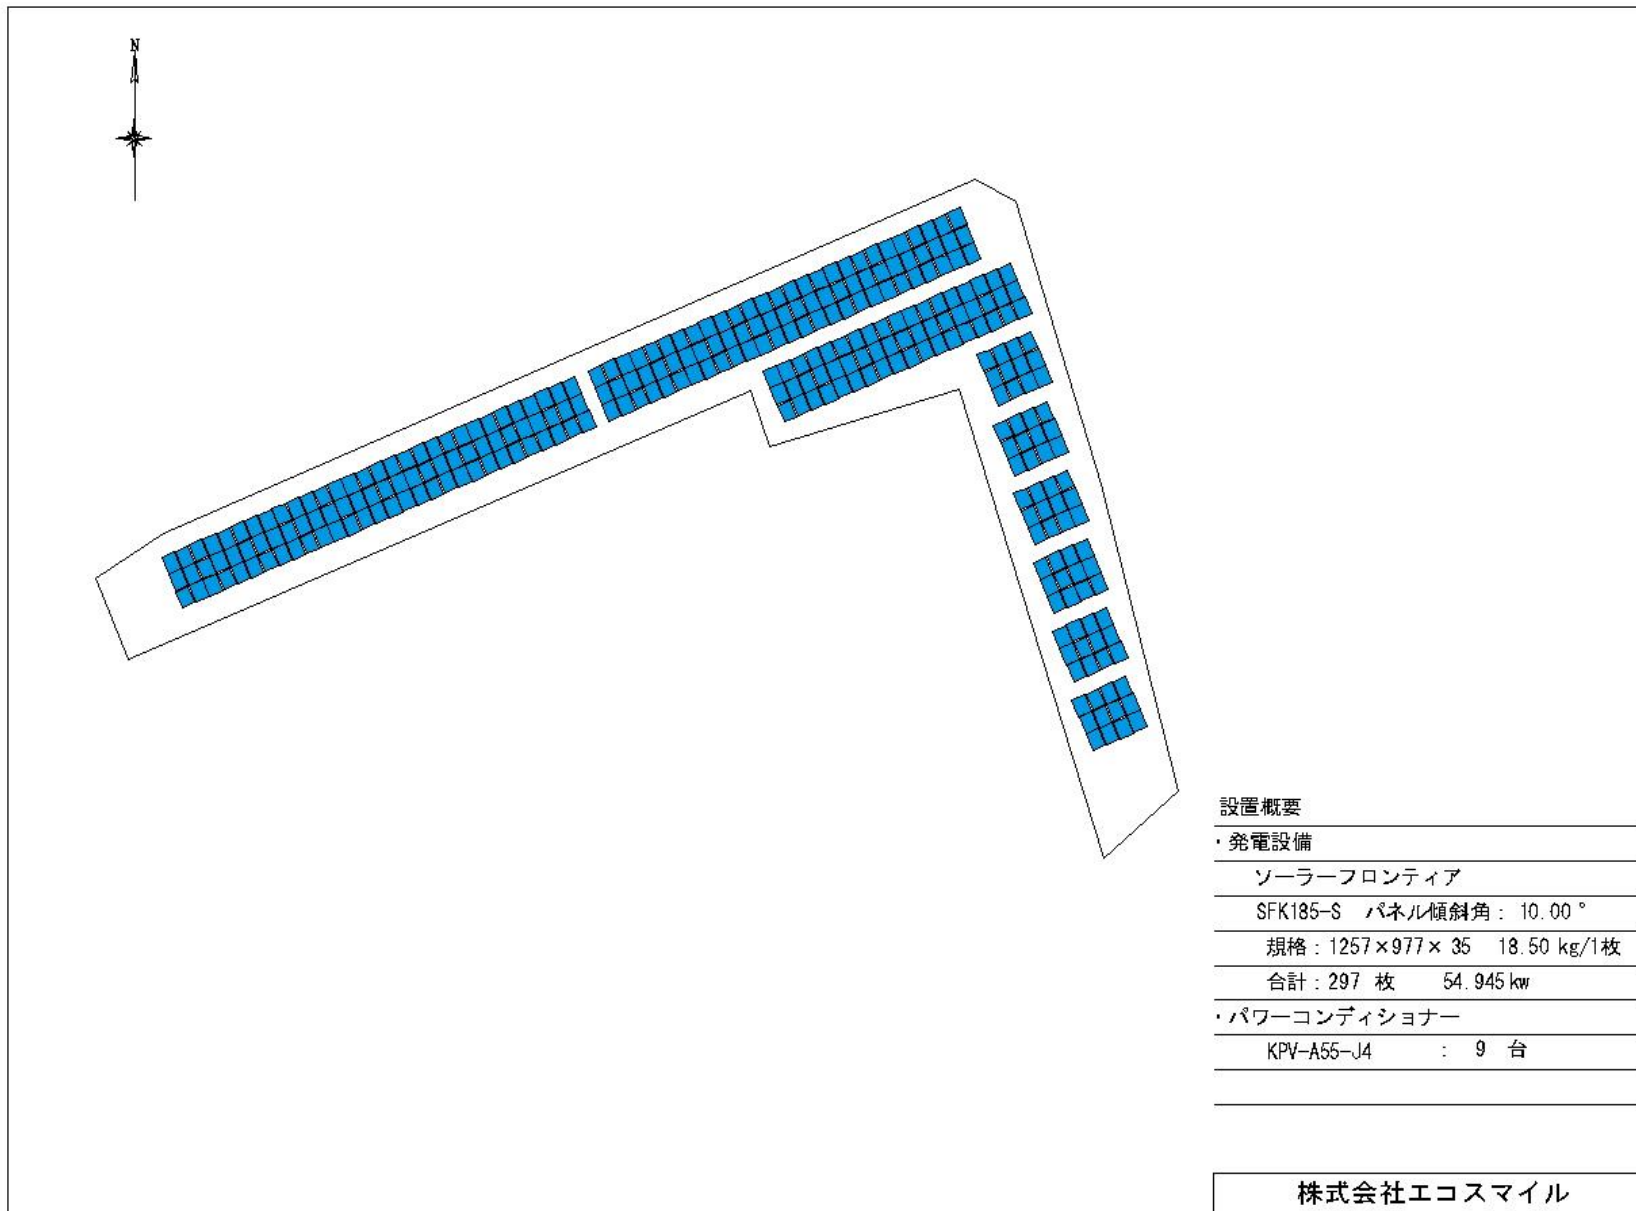 N
設置概要
・発電設備
ソーラーフロンティア
SFK185-S パネル傾斜角：10.00°
規格：1257×977×35 18.50 kg/1枚
合計：297 枚 54.945kw
・パワーコンディショナー
KPV-A55-J4 ： 9 台
株式会社エコスマイル